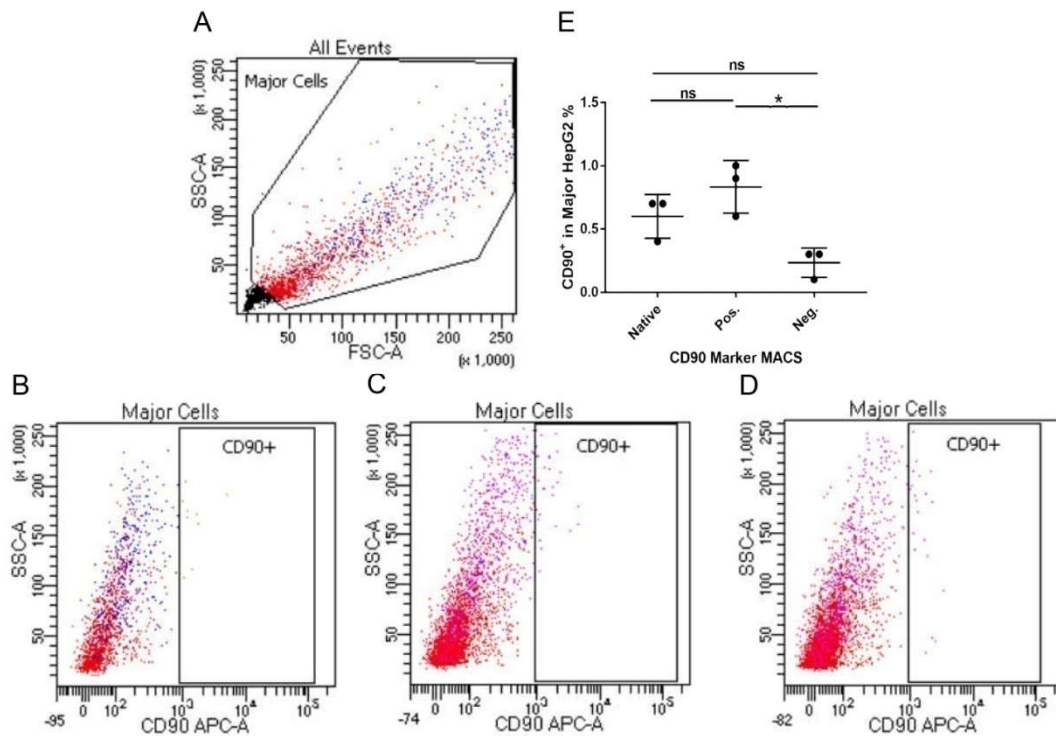 A
All Events
Major Cells
(x 1,000)
SSC-A
250
200
150
100
50
50 100 150 200 250
FSC-A
(x 1,000)
E
ns
ns
*
CD90+ in Major HepG2 %
1.5
1.0
0.5
0.0
Native
Pos.
Neg.
CD90 Marker MACS
B
Major Cells
CD90+
(x 1,000)
SSC-A
250
200
150
100
50
-95
0 10² 10³ 10⁴ 10⁵
CD90 APC-A
C
Major Cells
CD90+
(x 1,000)
SSC-A
250
200
150
100
50
-74
0 10² 10³ 10⁴ 10⁵
CD90 APC-A
D
Major Cells
CD90+
(x 1,000)
SSC-A
250
200
150
100
50
-82
0 10² 10³ 10⁴ 10⁵
CD90 APC-A